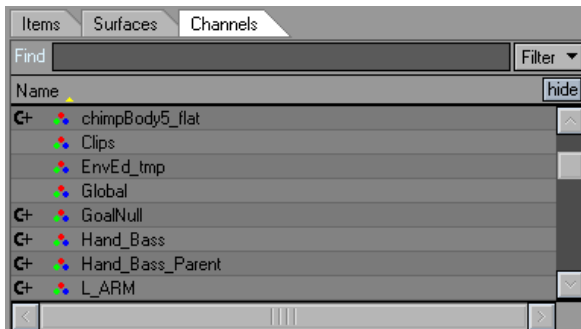 Items Surfaces Channels
Find Filter
Name hide
C+ chimpBody5_flat
Clips
EnvEd_tmp
Global
C+ GoalNull
C+ Hand_Bass
C+ Hand_Bass_Parent
C+ L_ARM